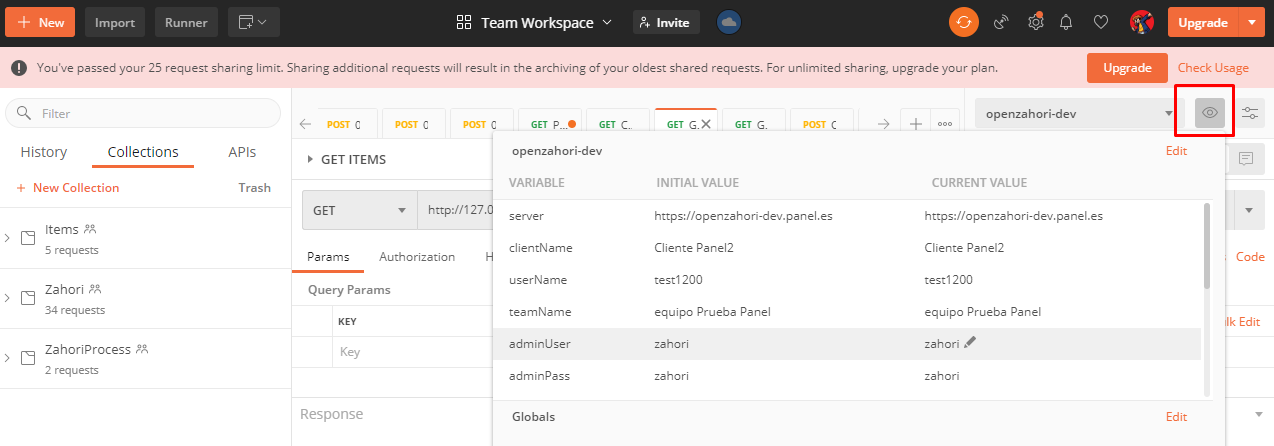 New Import Runner Team Workspace Invite Upgrade
You've passed your 25 request sharing limit. Sharing additional requests will result in the archiving of your oldest shared requests. For unlimited sharing, upgrade your plan. Upgrade Check Usage
Filter
History Collections APIs
+ New Collection Trash
Items
5 requests
Zahori
34 requests
ZahoriProcess
2 requests
POST POST POST GET P... GET C.. GET G.. GET G.. POST C openzahori-dev
GET ITEMS
GET http://127.0
Params Authorization H Code
Query Params
KEY
Key
Response
openzahori-dev Edit
VARIABLE INITIAL VALUE CURRENT VALUE
server https://openzahori-dev.panel.es https://openzahori-dev.panel.es
clientName Cliente Panel2 Cliente Panel2
userName test1200 test1200
teamName equipo Prueba Panel equipo Prueba Panel
adminUser zahori zahori
adminPass zahori zahori
Globals Edit
lk Edit